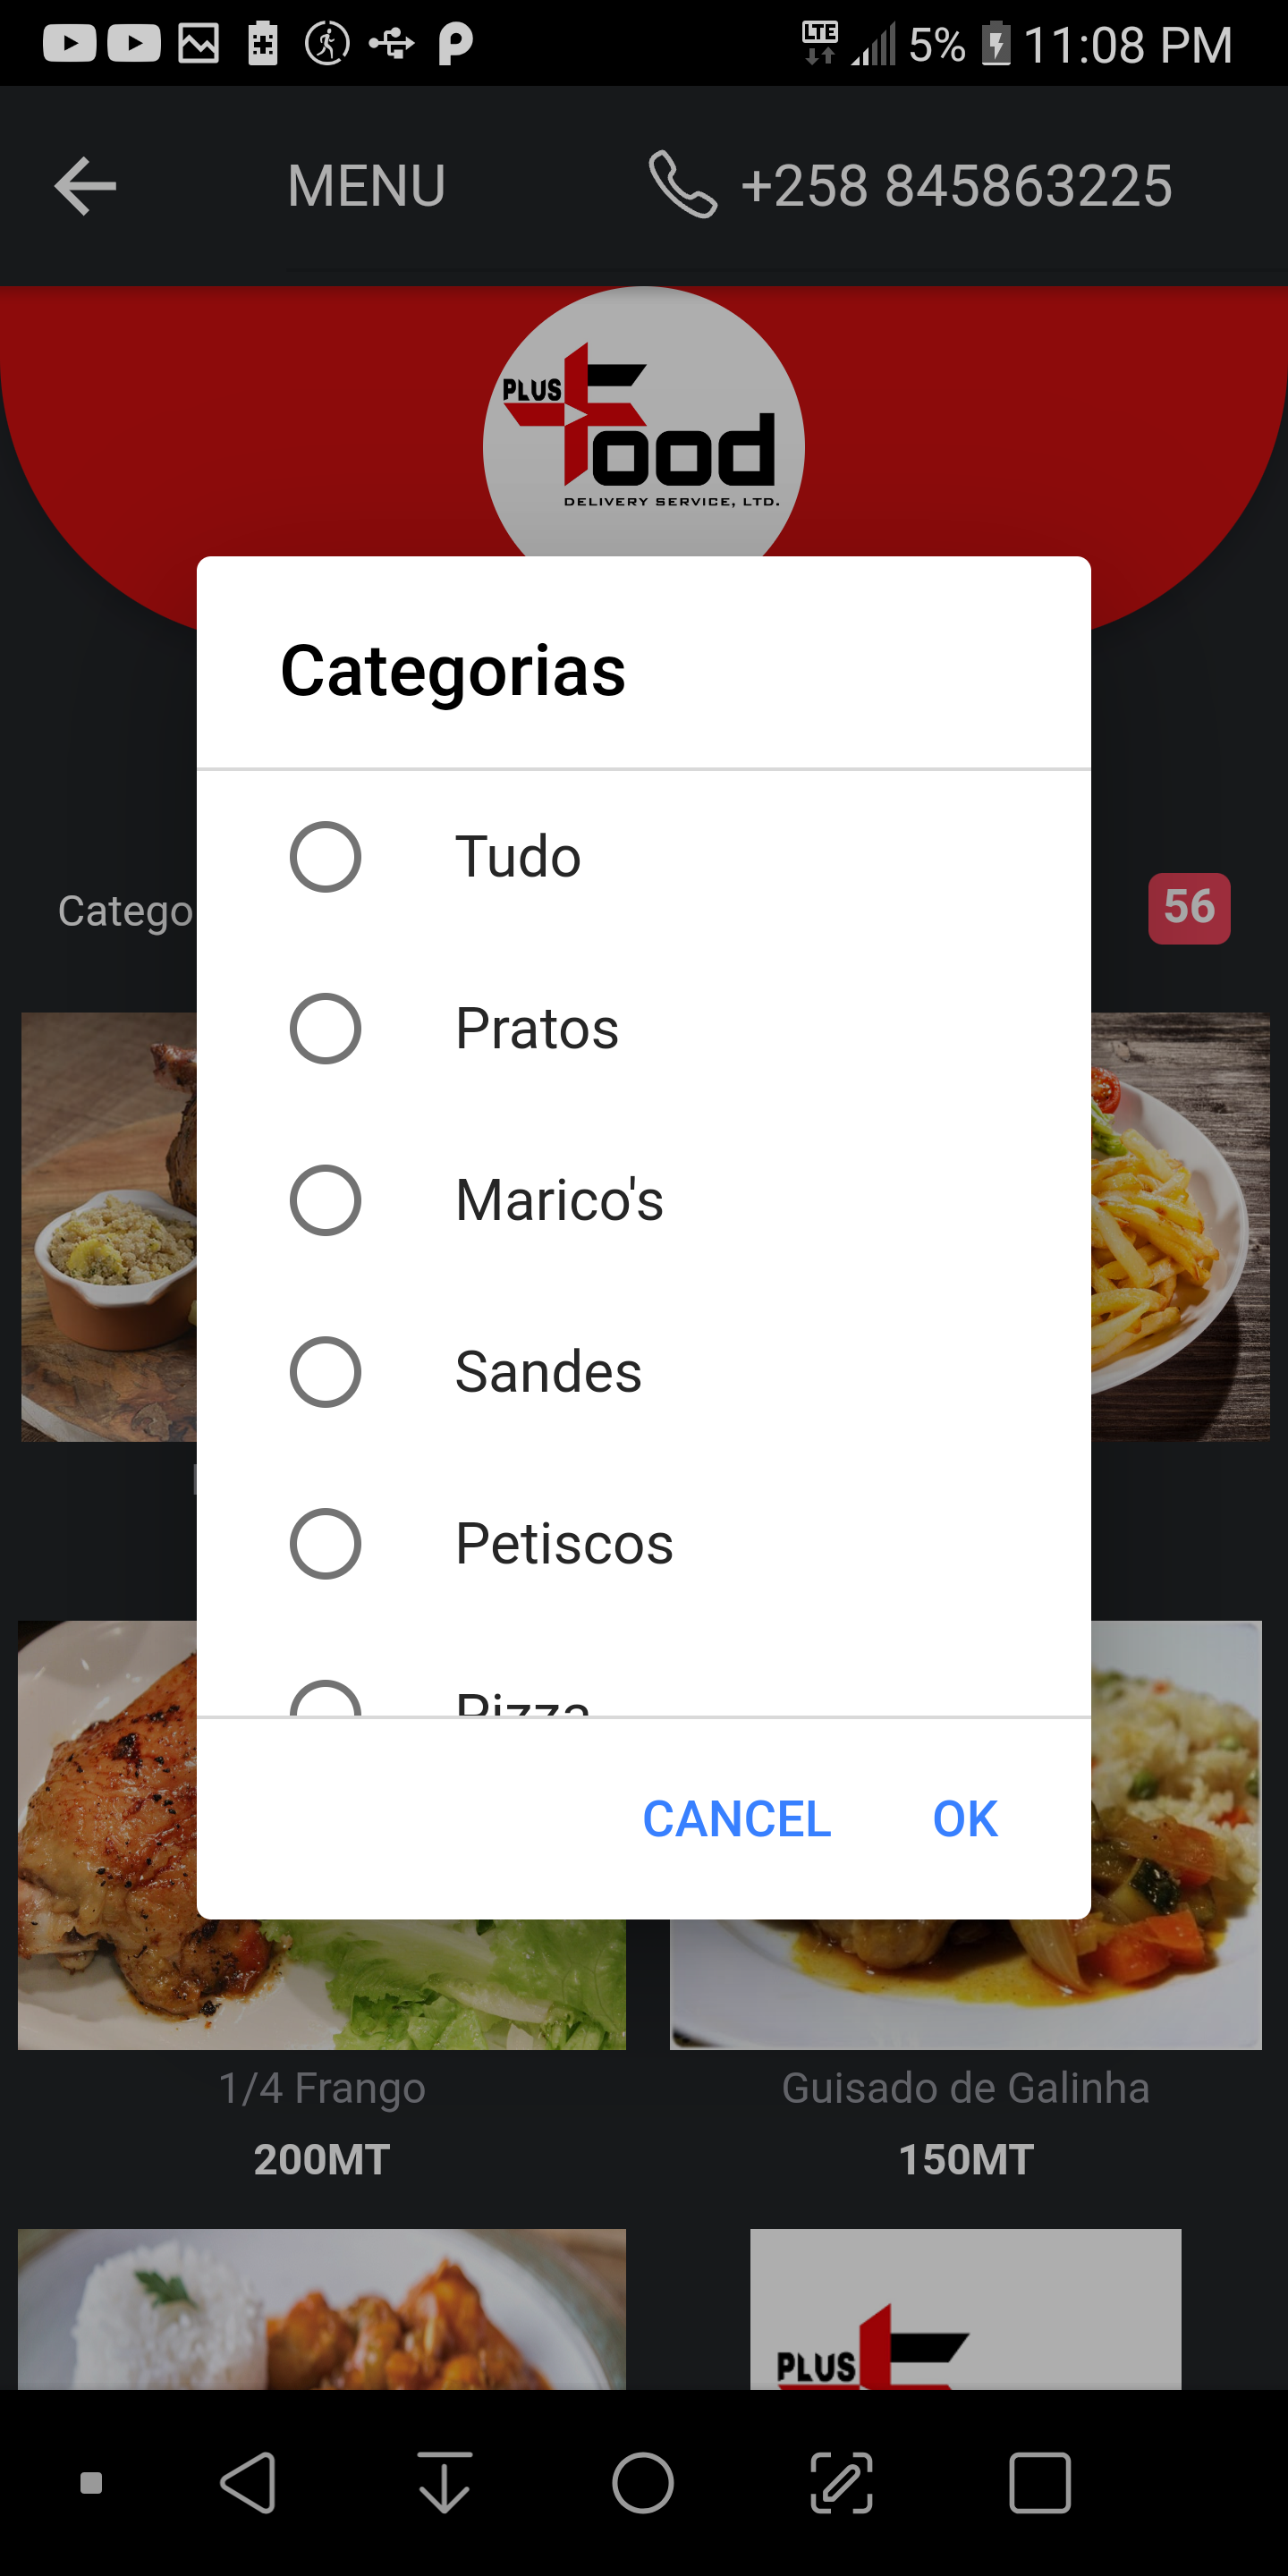 LTE 5% 11:08 PM
MENU +258 845863225
PLUS
Food
DELIVERY SERVICE, LTD.
Categorias
Tudo
Catego
56
Pratos
Marico's
Sandes
Petiscos
Pizza
CANCEL OK
1/4 Frango
Guisado de Galinha
200MT
150MT
PLUS